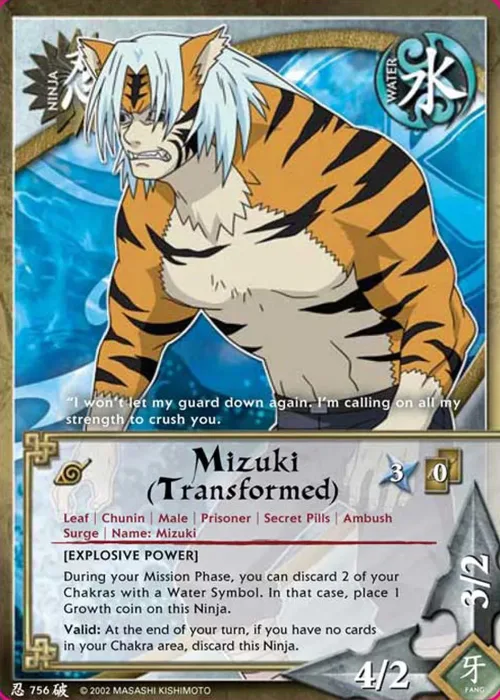 NINJA
忍
WATER
水
"I won't let my guard down again. I'm calling on all my
strength to crush you.
Mizuki
(Transformed)
3
0
Leaf | Chunin | Male | Prisoner | Secret Pills | Ambush
Surge | Name: Mizuki
[EXPLOSIVE POWER]
During your Mission Phase, you can discard 2 of your
Chakras with a Water Symbol. In that case, place 1
Growth coin on this Ninja.
Valid: At the end of your turn, if you have no cards
in your Chakra area, discard this Ninja.
3/2
4/2
牙
FANG
忍 756 破 © 2002 MASASHI KISHIMOTO